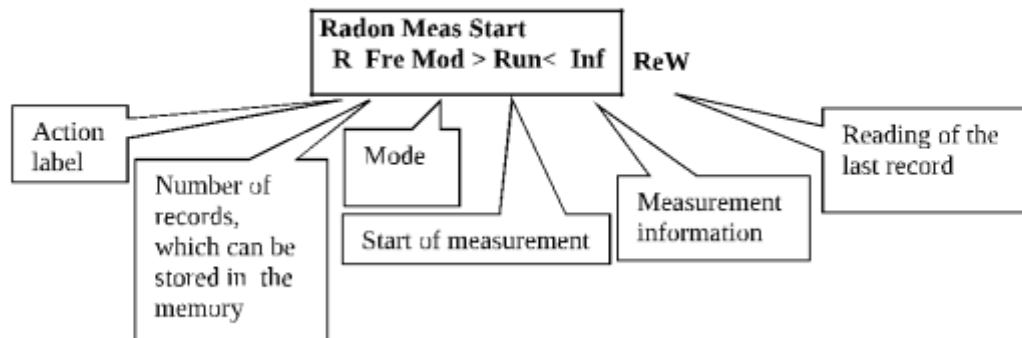 Radon Meas Start
R Fre Mod > Run< Inf ReW
Action
label
Number of
records,
which can be
stored in the
memory
Mode
Start of measurement
Measurement
information
Reading of the
last record